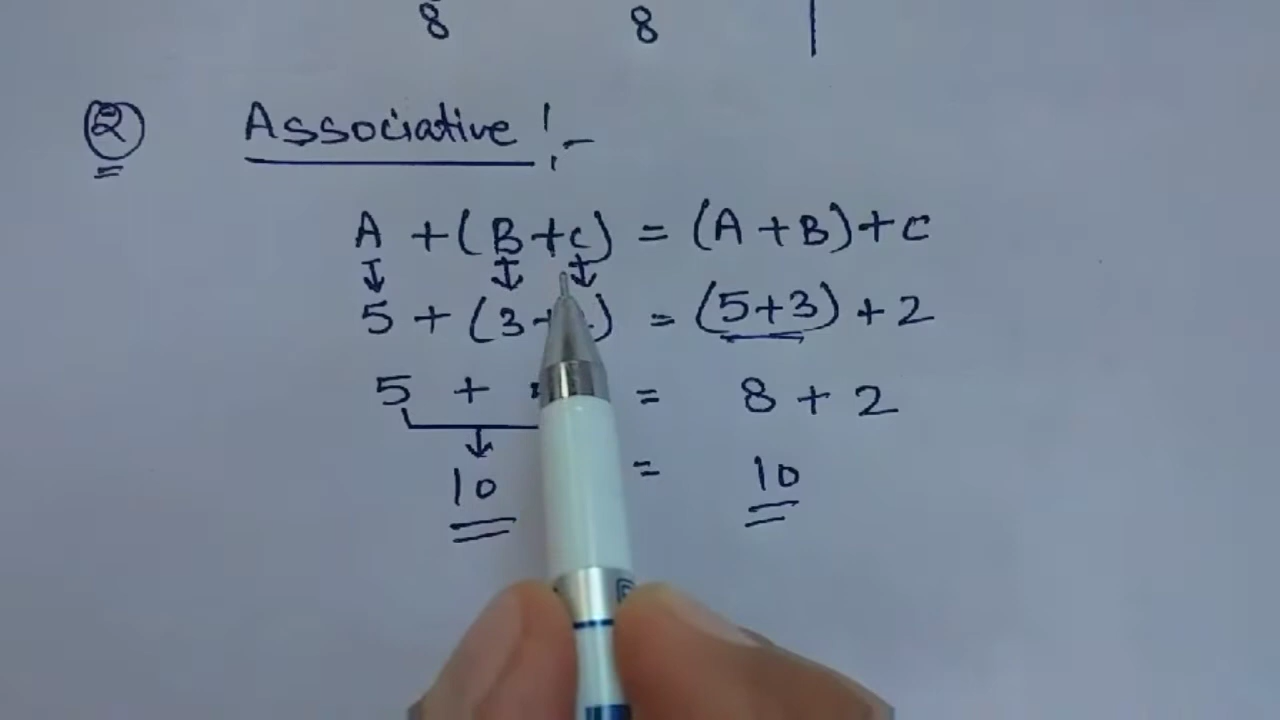 8 8
② Associative :-
A + (B + C) = (A + B) + C
5 + (3 + ) = (5 + 3) + 2
5 + = 8 + 2
10 = 10